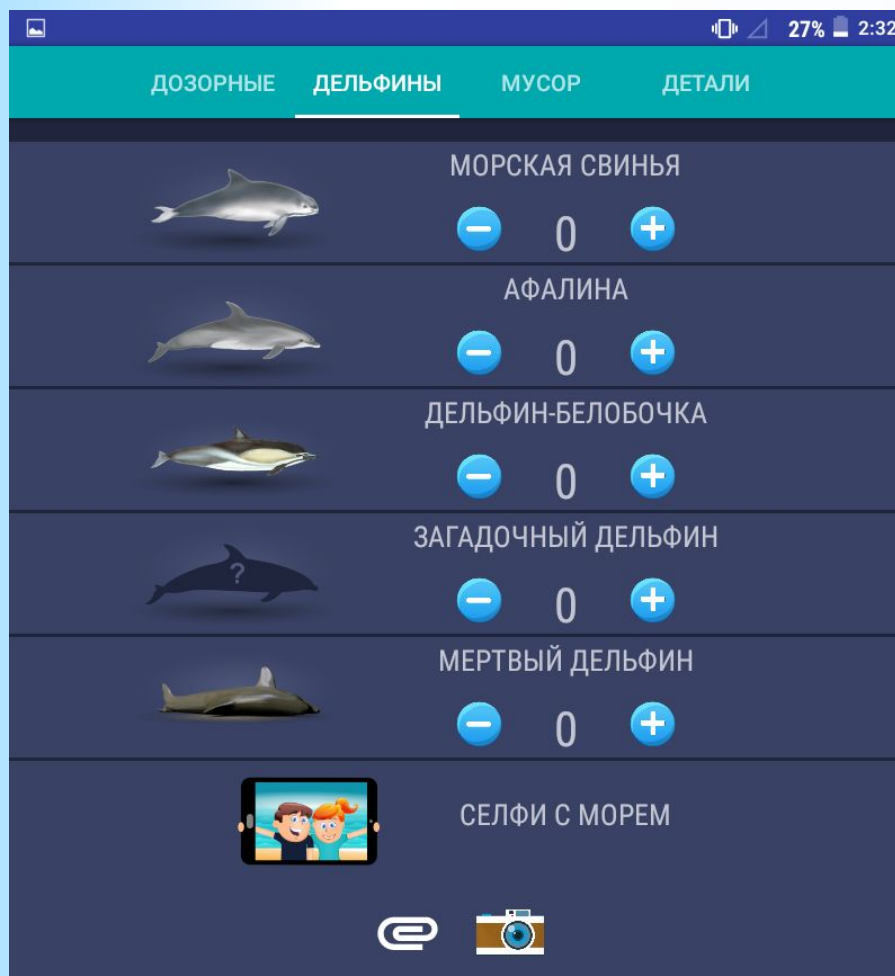 27% 2:32
ДОЗОРНЫЕ ДЕЛЬФИНЫ МУСОР ДЕТАЛИ
МОРСКАЯ СВИНЬЯ
0
АФАЛИНА
0
ДЕЛЬФИН-БЕЛОБОЧКА
0
ЗАГАДОЧНЫЙ ДЕЛЬФИН
?
0
МЕРТВЫЙ ДЕЛЬФИН
0
СЕЛФИ С МОРЕМ